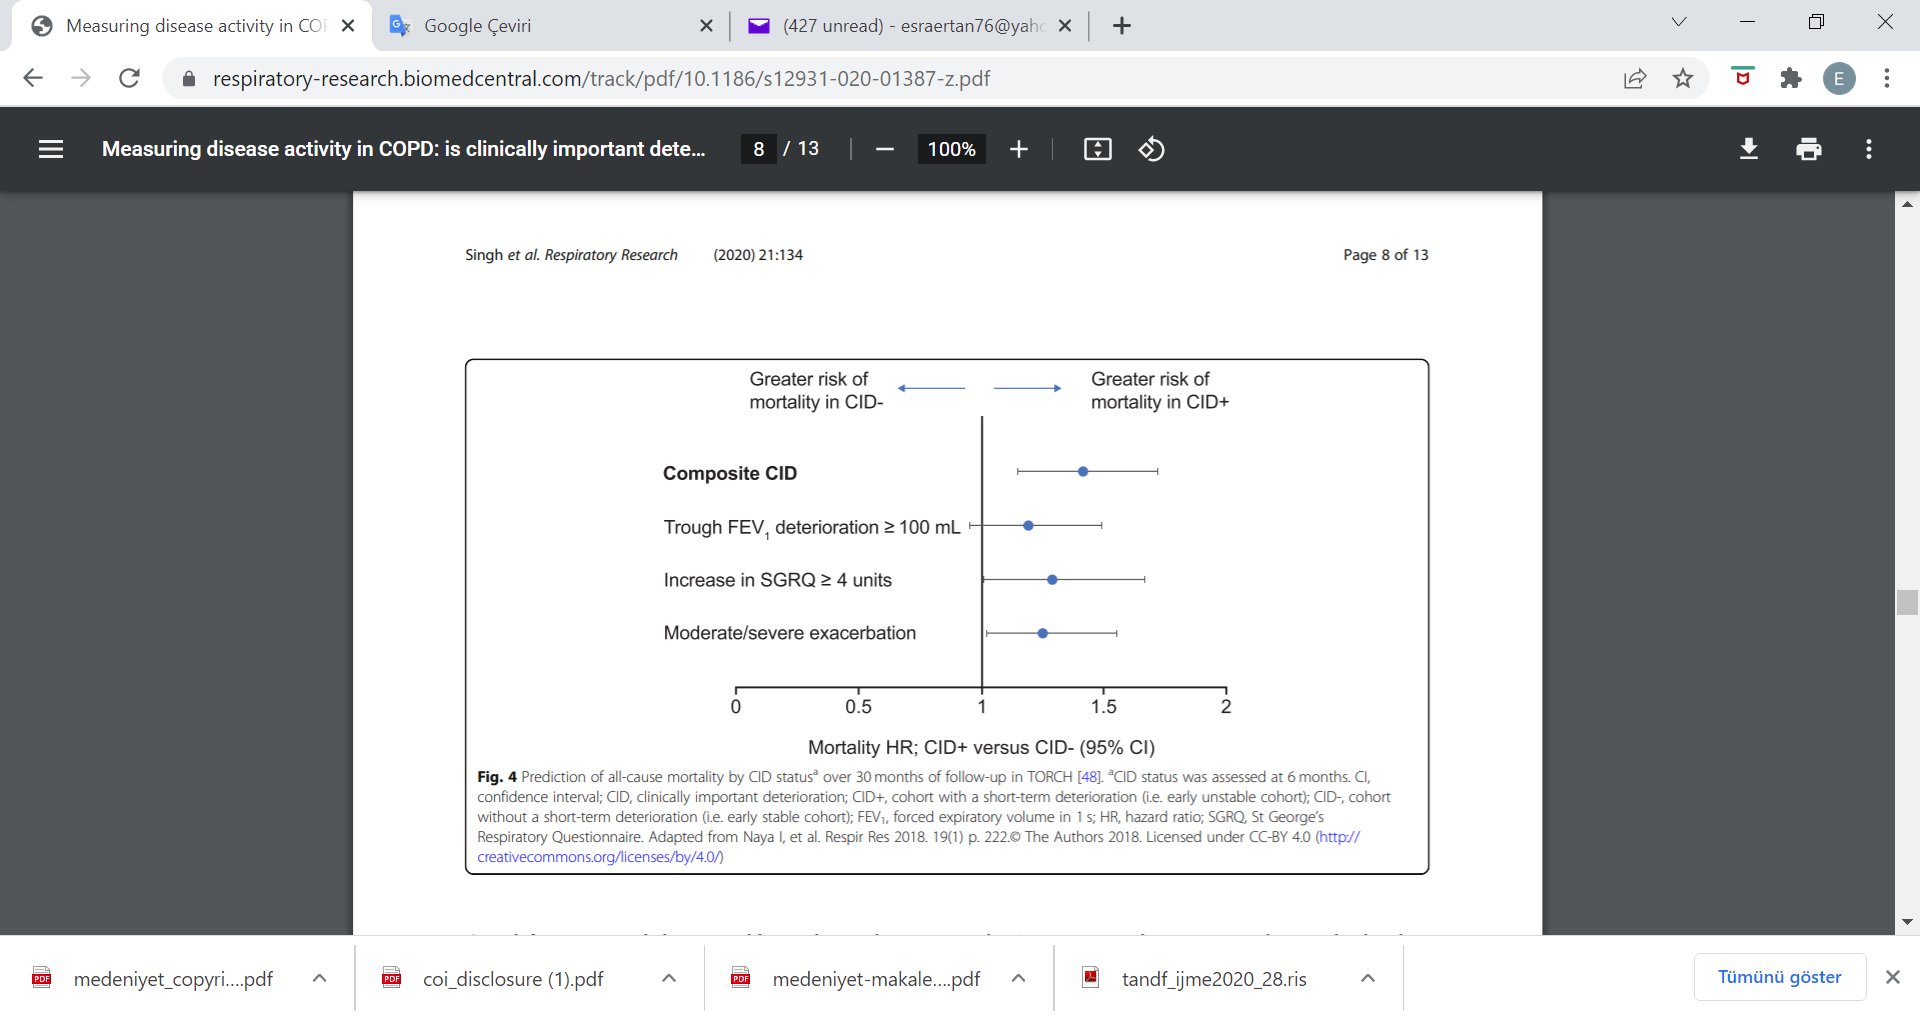 Measuring disease activity in COP
Google Çeviri
(427 unread) - esraertan76@yaho
respiratory-research.biomedcentral.com/track/pdf/10.1186/s12931-020-01387-z.pdf
E
Measuring disease activity in COPD: is clinically important dete...
8 / 13
100%
Singh et al. Respiratory Research (2020) 21:134
Page 8 of 13
Greater risk of
mortality in CID-
Greater risk of
mortality in CID+
Composite CID
Trough FEV1 deterioration ≥ 100 mL
Increase in SGRQ ≥ 4 units
Moderate/severe exacerbation
0 0.5 1 1.5 2
Mortality HR; CID+ versus CID- (95% CI)
Fig. 4 Prediction of all-cause mortality by CID statusª over 30 months of follow-up in TORCH [48]. ªCID status was assessed at 6 months. CI,
confidence interval; CID, clinically important deterioration; CID+, cohort with a short-term deterioration (i.e. early unstable cohort); CID-, cohort
without a short-term deterioration (i.e. early stable cohort); FEV1, forced expiratory volume in 1 s; HR, hazard ratio; SGRQ, St George's
Respiratory Questionnaire. Adapted from Naya I, et al. Respir Res 2018. 19(1) p. 222.© The Authors 2018. Licensed under CC-BY 4.0 (http://
creativecommons.org/licenses/by/4.0/)
medeniyet_copyri....pdf
coi_disclosure (1).pdf
medeniyet-makale....pdf
tandf_ijme2020_28.ris
Tümünü göster